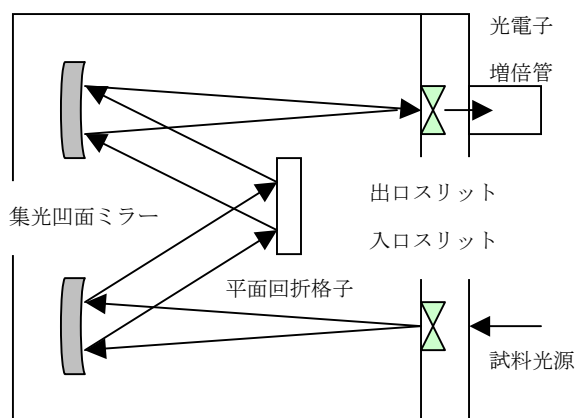 光電子
増倍管
出口スリット
集光凹面ミラー
入口スリット
平面回折格子
試料光源